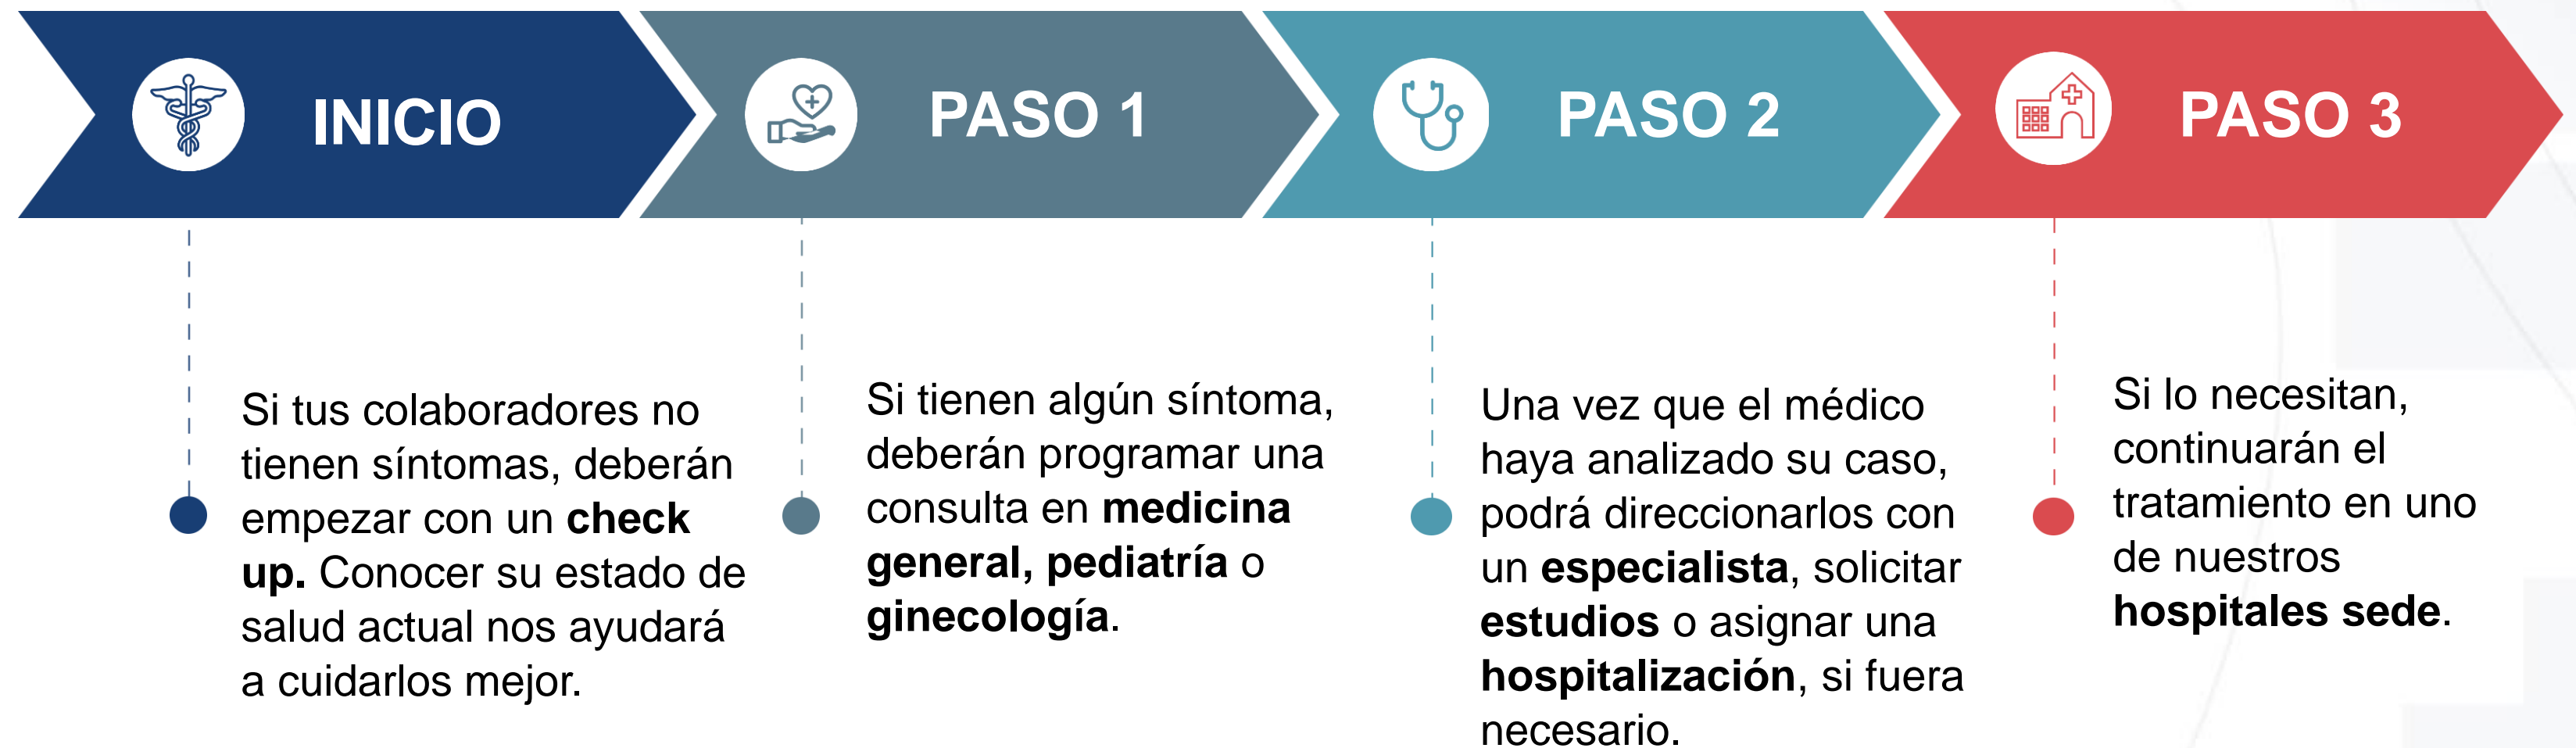 INICIO
Si tus colaboradores no
tienen síntomas, deberán
empezar con un check
up. Conocer su estado de
salud actual nos ayudará
a cuidarlos mejor.
PASO 1
Si tienen algún síntoma,
deberán programar una
consulta en medicina
general, pediatría o
ginecología.
PASO 2
Una vez que el médico
haya analizado su caso,
podrá direccionarlos con
un especialista, solicitar
estudios o asignar una
hospitalización, si fuera
necesario.
PASO 3
Si lo necesitan,
continuarán el
tratamiento en uno
de nuestros
hospitales sede.